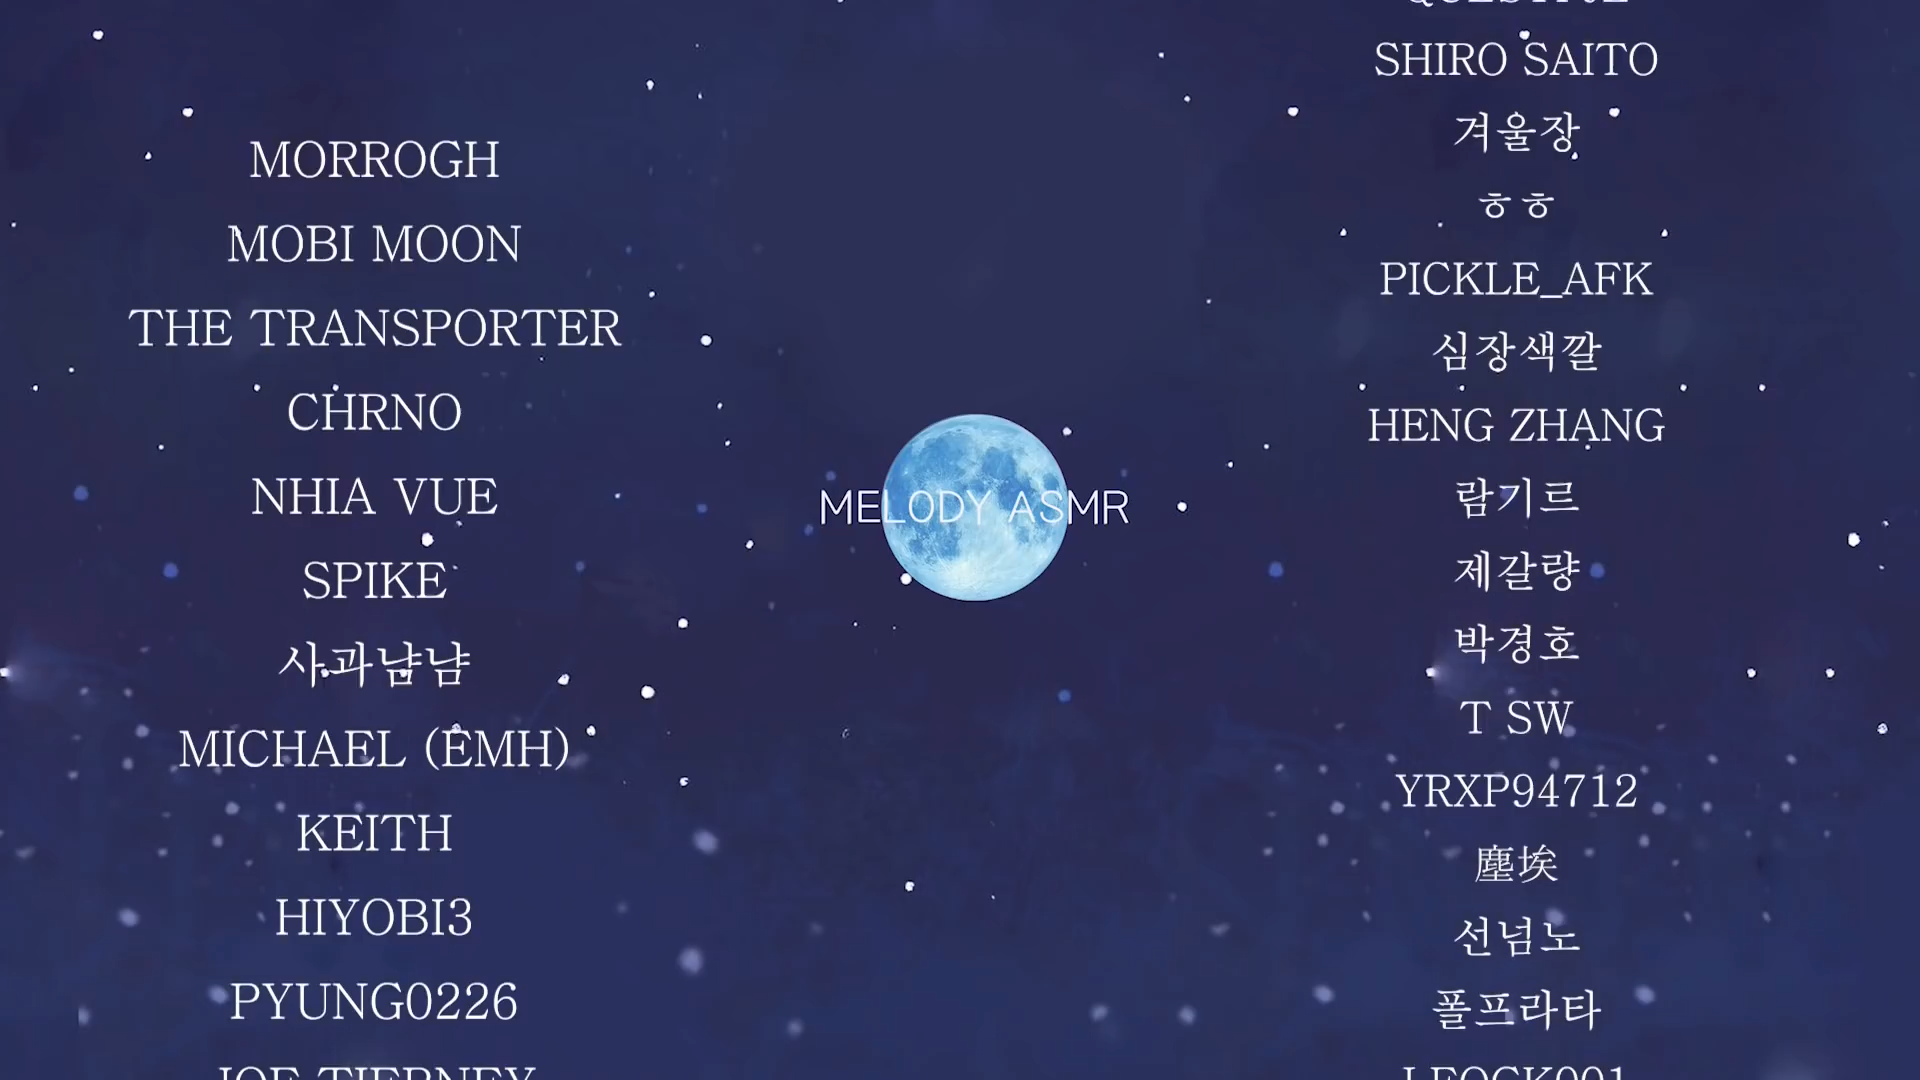 MORROGH
MOBI MOON
THE TRANSPORTER
CHRNO
NHIA VUE
SPIKE
사과냠냠
MICHAEL (EMH)
KEITH
HIYOBI3
PYUNG0226
JOE TIERNEY
MELODY ASMR
SHIRO SAITO
겨울장
ㅎㅎ
PICKLE_AFK
심장색깔
HENG ZHANG
람기르
제갈량
박경호
T SW
YRXP94712
塵埃
선넘노
폴프라타